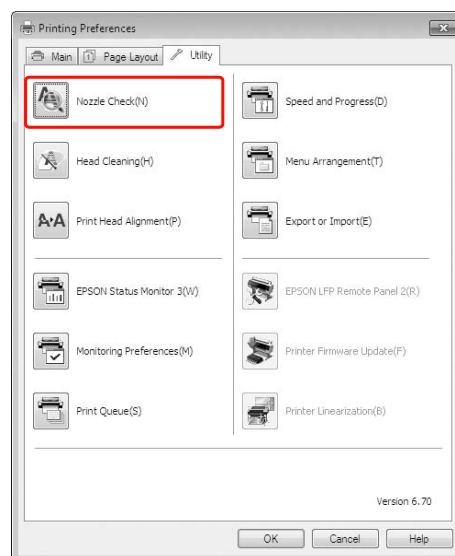 Printing Preferences
Main
Page Layout
Utility
Nozzle Check(N)
Speed and Progress(D)
Head Cleaning(H)
Menu Arrangement(T)
Print Head Alignment(P)
Export or Import(E)
EPSON Status Monitor 3(W)
EPSON LFP Remote Panel 2(R)
Monitoring Preferences(M)
Printer Firmware Update(F)
Print Queue(S)
Printer Linearization(B)
Version 6.70
OK
Cancel
Help